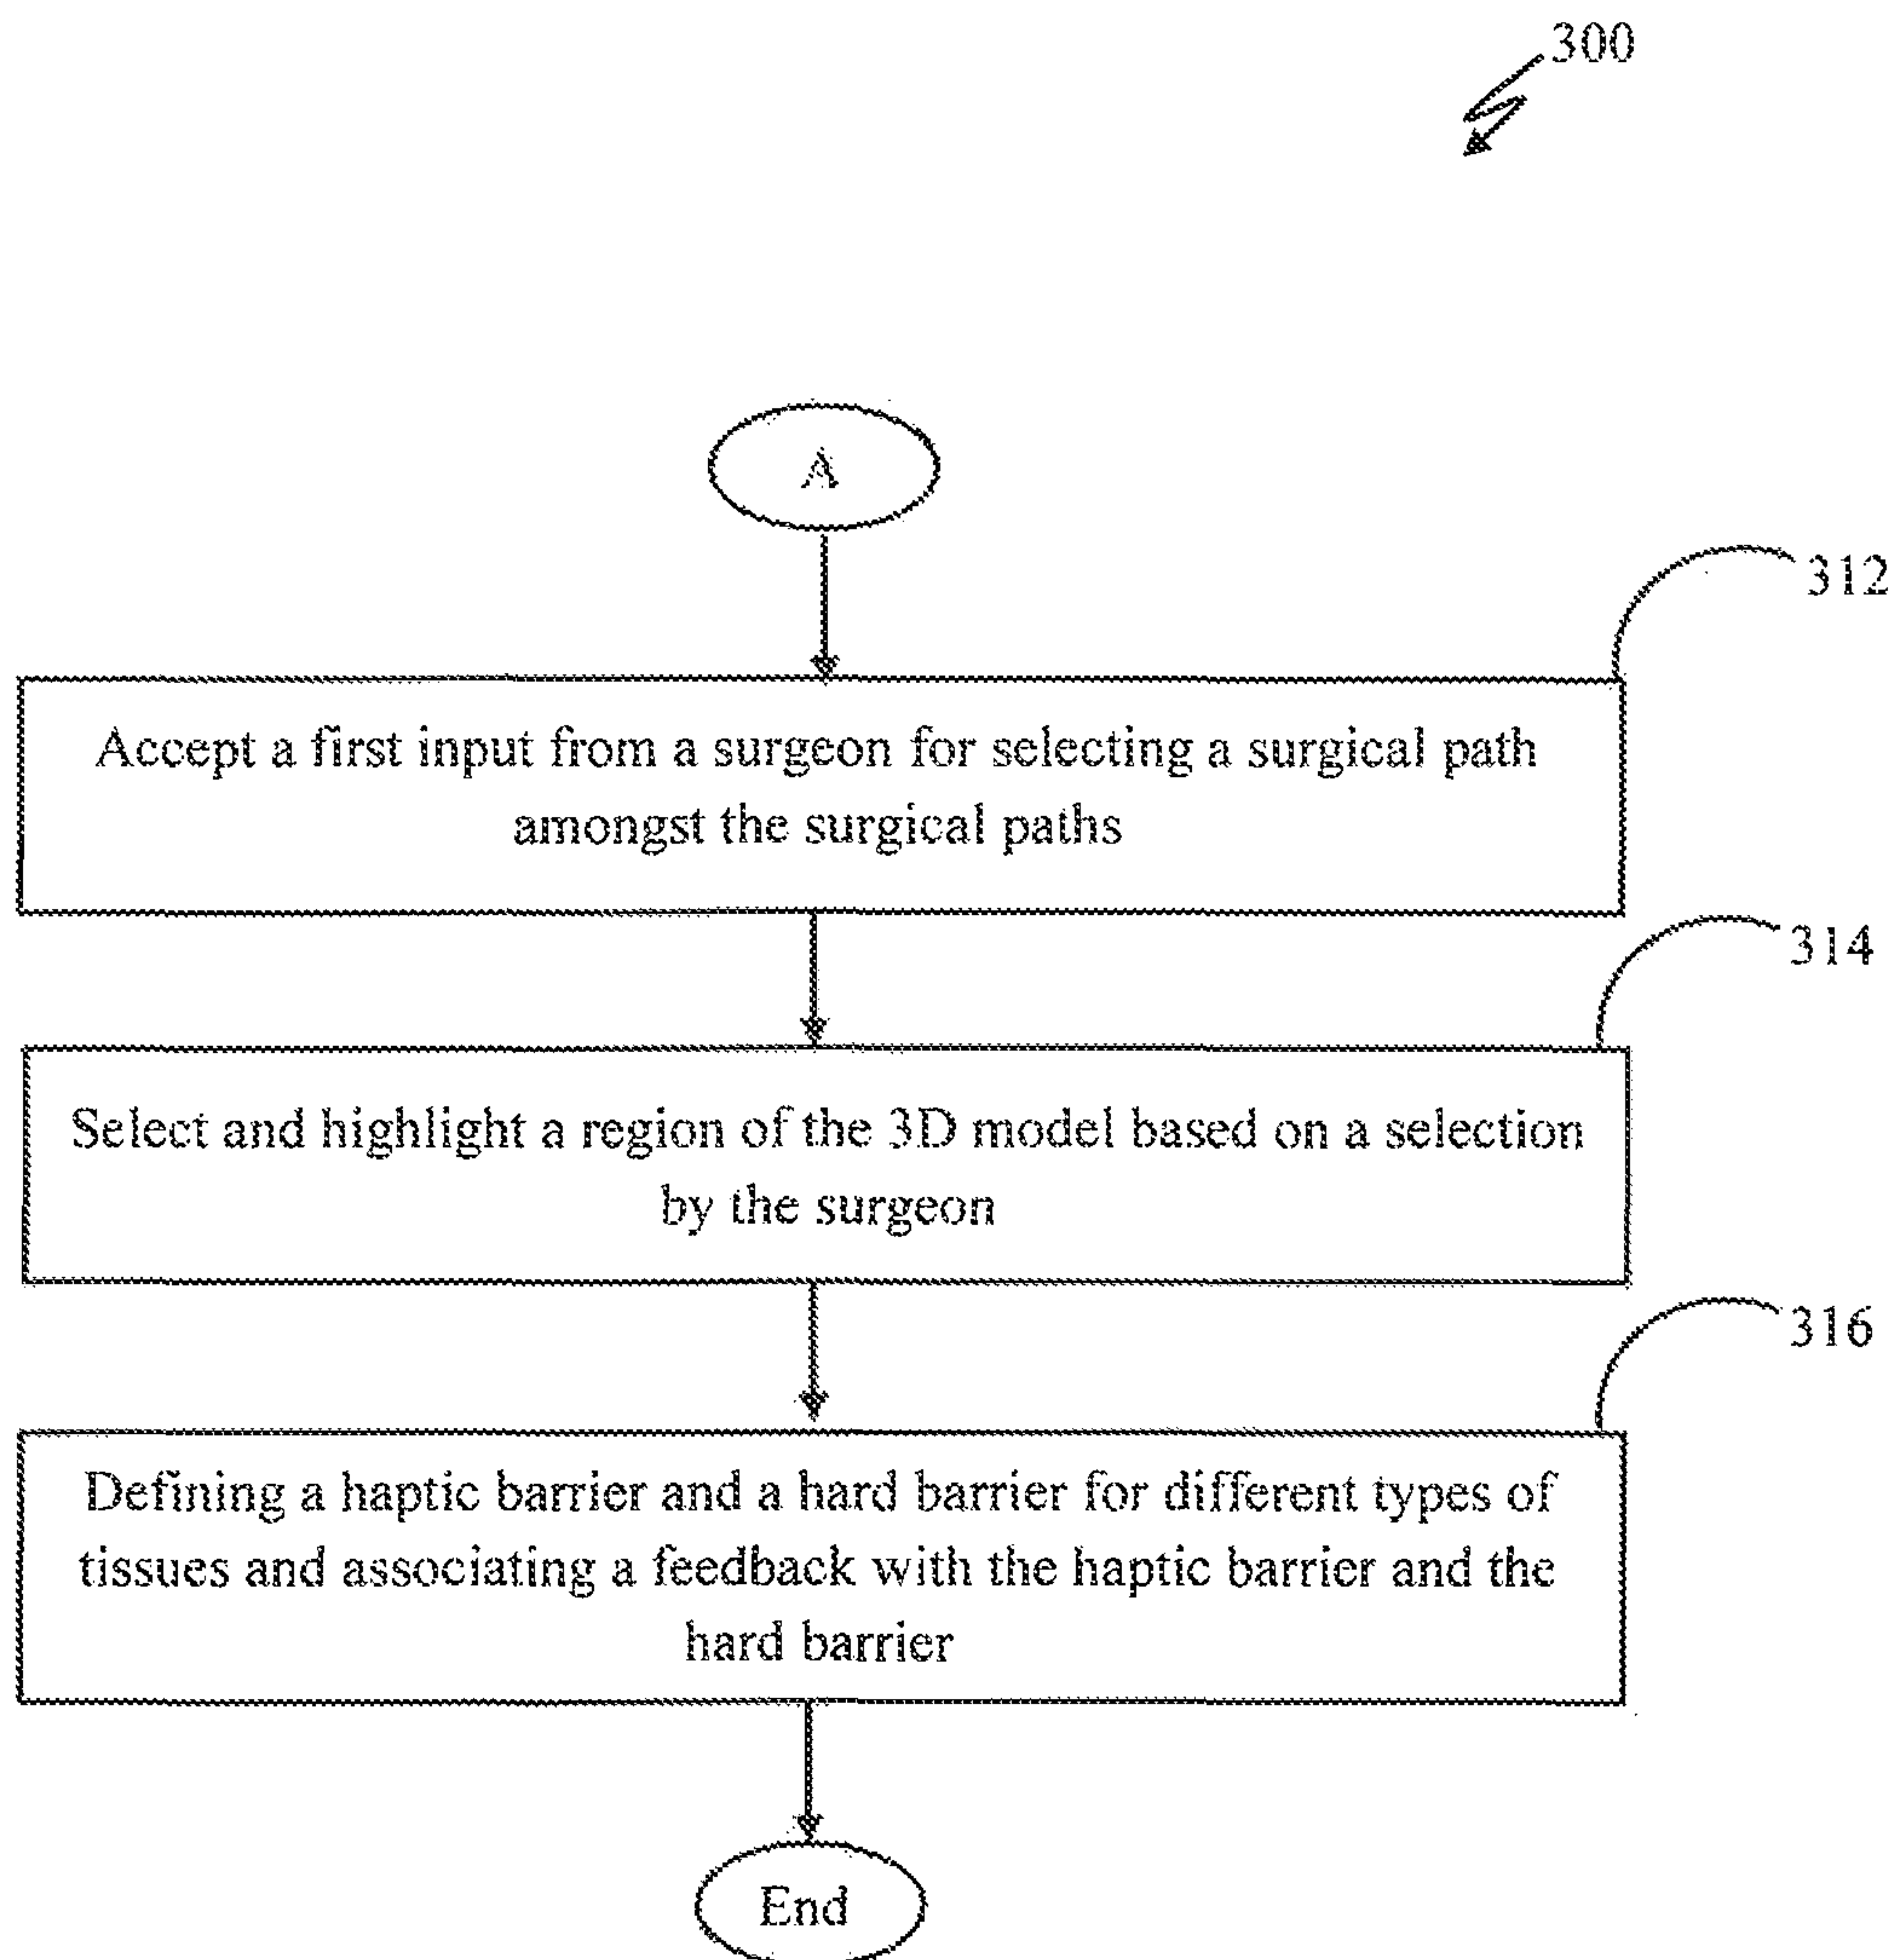 300
A
312
Accept a first input from a surgeon for selecting a surgical path
amongst the surgical paths
314
Select and highlight a region of the 3D model based on a selection
by the surgeon
316
Defining a haptic barrier and a hard barrier for different types of
tissues and associating a feedback with the haptic barrier and the
hard barrier
End